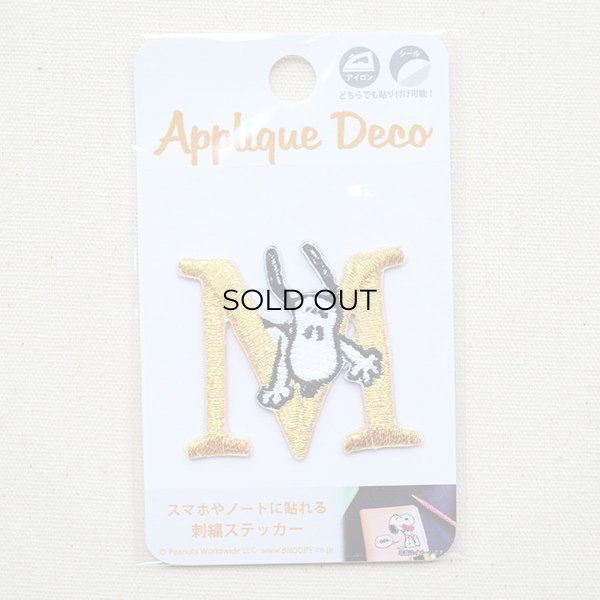 アイロン
シール
どちらでも貼り付け可能!
Applique Deco
M
SOLD OUT
スマホやノートに貼れる
刺繍ステッカー
© Peanuts Worldwide LLC www.SNOOPY.co.jp